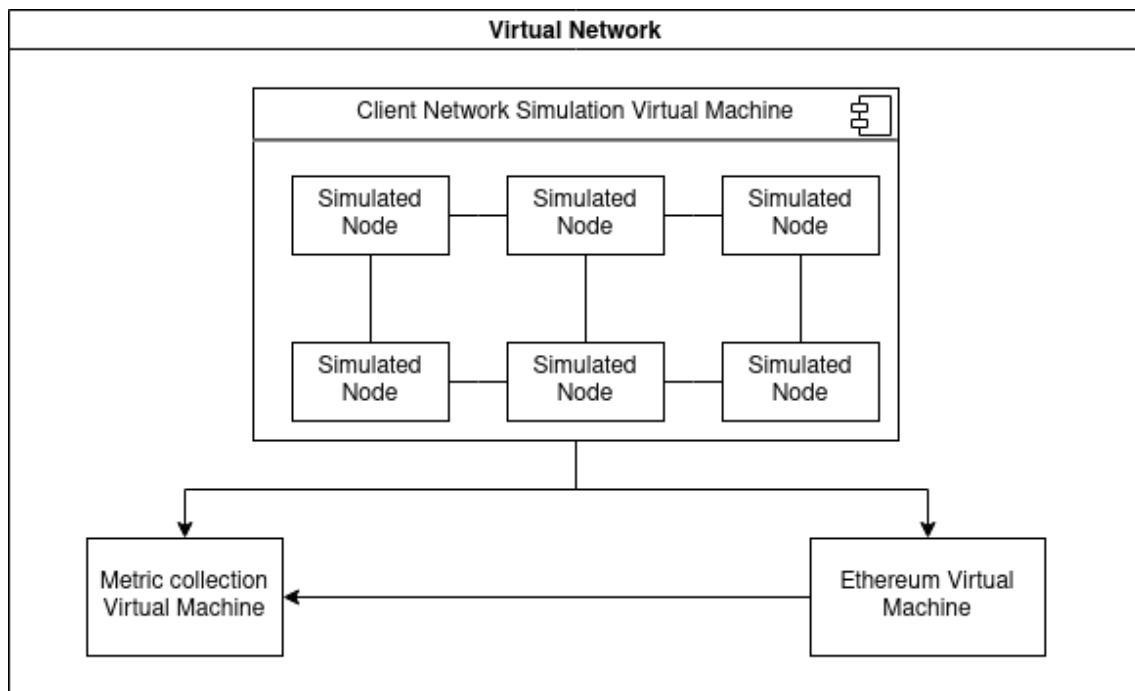 Virtual Network
Client Network Simulation Virtual Machine
Simulated
Node
Simulated
Node
Simulated
Node
Simulated
Node
Simulated
Node
Simulated
Node
Metric collection
Virtual Machine
Ethereum Virtual
Machine